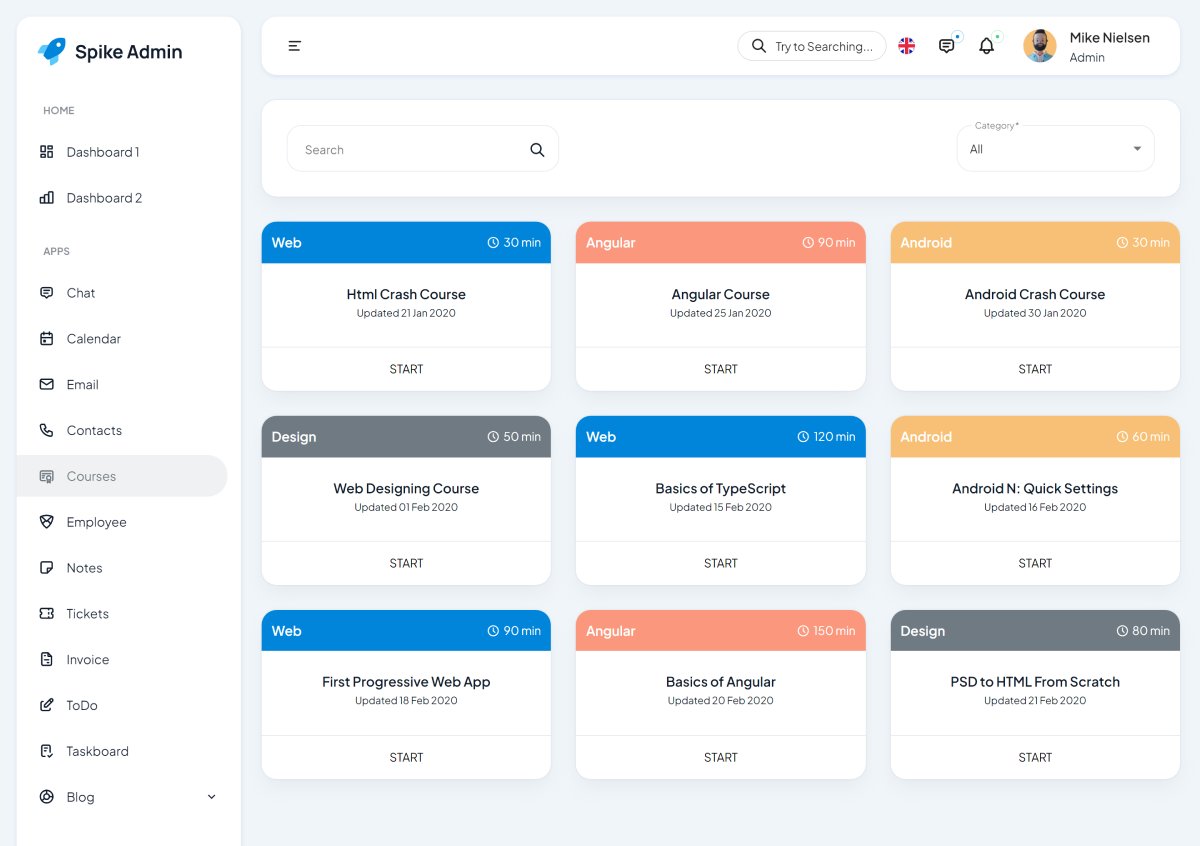 Spike Admin
HOME
Dashboard 1
Dashboard 2
APPS
Chat
Calendar
Email
Contacts
Courses
Employee
Notes
Tickets
Invoice
ToDo
Taskboard
Blog
Try to Searching...
Mike Nielsen
Admin
Search
Category *
All
Web
30 min
Html Crash Course
Updated 21 Jan 2020
START
Angular
90 min
Angular Course
Updated 25 Jan 2020
START
Android
30 min
Android Crash Course
Updated 30 Jan 2020
START
Design
50 min
Web Designing Course
Updated 01 Feb 2020
START
Web
120 min
Basics of TypeScript
Updated 15 Feb 2020
START
Android
60 min
Android N: Quick Settings
Updated 16 Feb 2020
START
Web
90 min
First Progressive Web App
Updated 18 Feb 2020
START
Angular
150 min
Basics of Angular
Updated 20 Feb 2020
START
Design
80 min
PSD to HTML From Scratch
Updated 21 Feb 2020
START